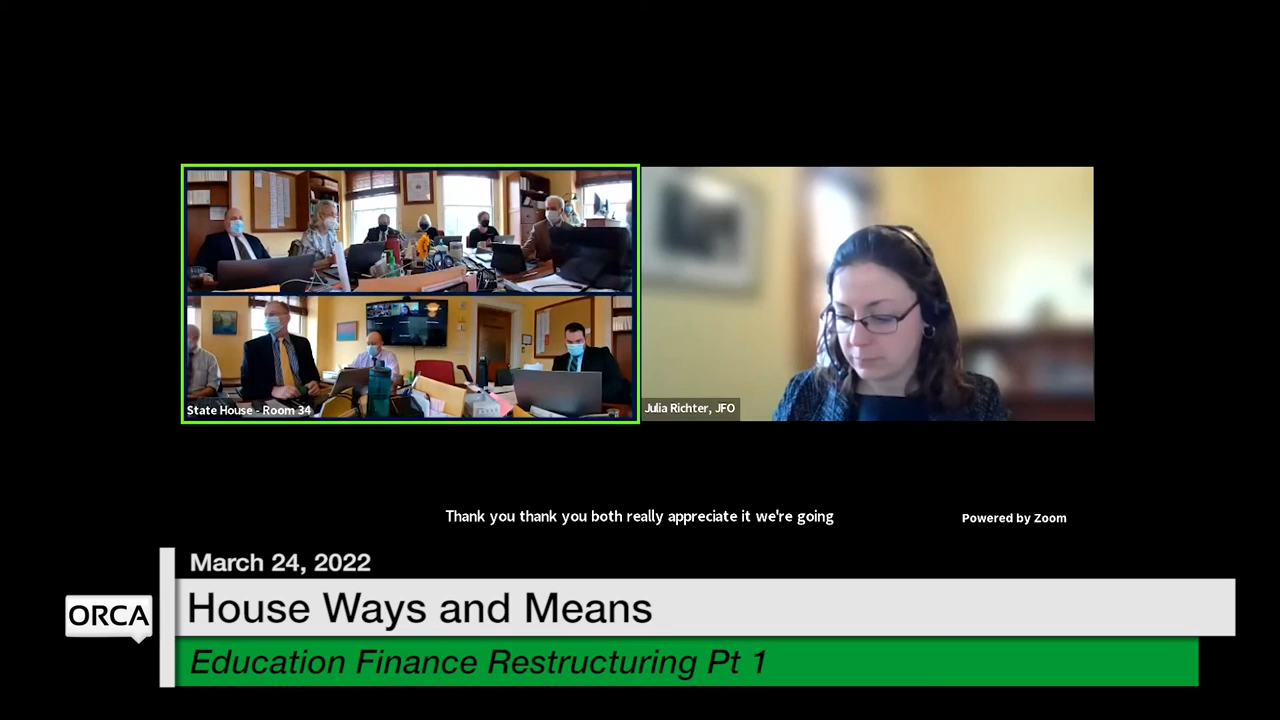 State House - Room 34
Julia Richter, JFO
Thank you thank you both really appreciate it we're going
Powered by Zoom
March 24, 2022
ORCA
House Ways and Means
Education Finance Restructuring Pt 1